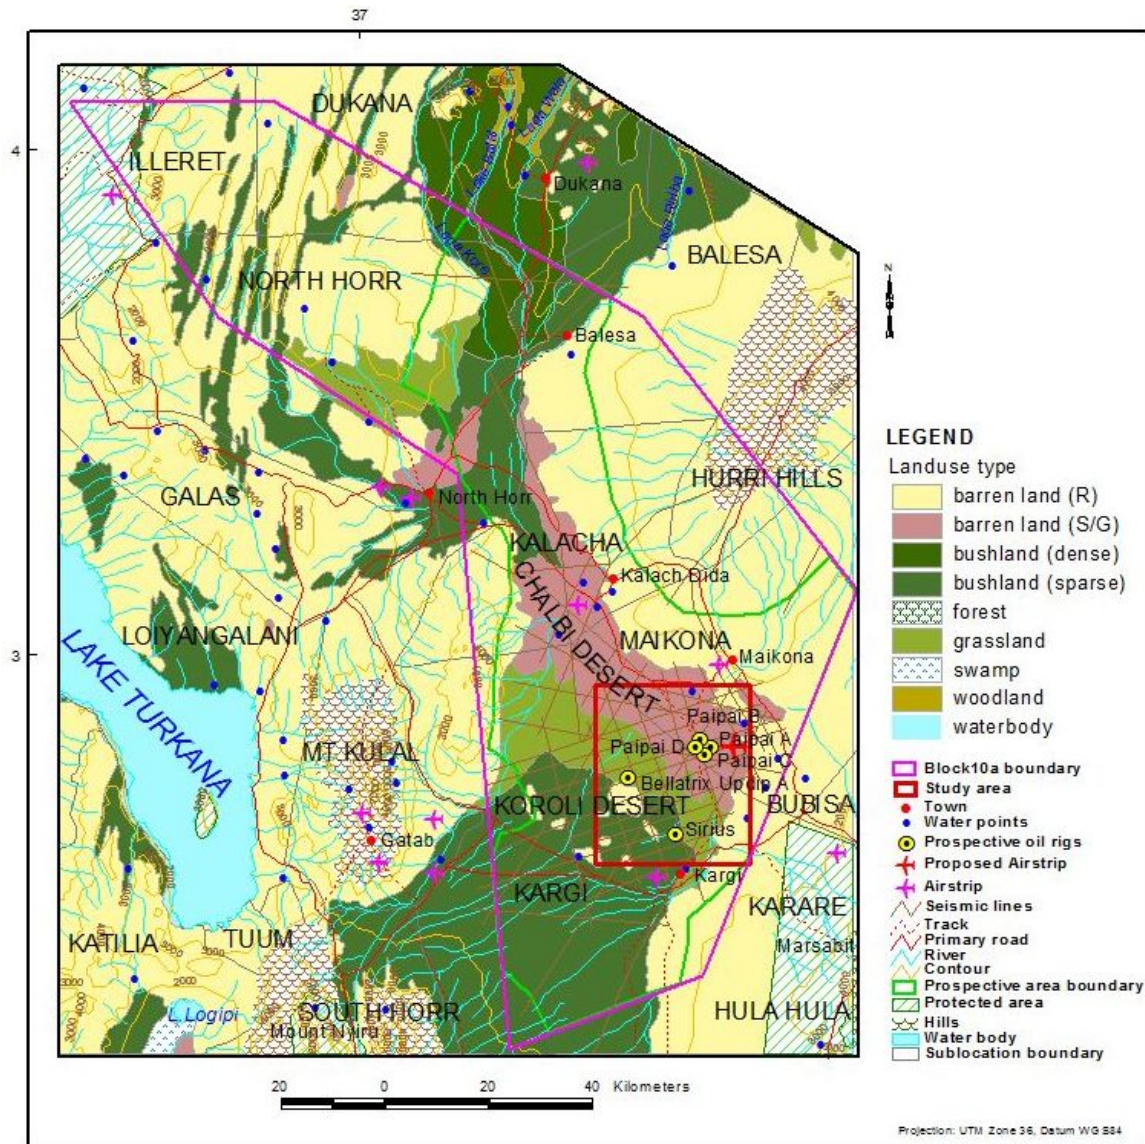 37
4
3
DUKANA
ILLERET
Dukana
BALESA
NORTH HORR
Balesa
HURRI HILLS
GALAS
North Horr
KALACHA
Kalach Dida
CHALBI DESERT
LOIYANGALANI
MAIKONA
Maikona
LAKE TURKANA
Paipai B
Paipai A
Paipai D
Paipai C
MT KULAL
Bellatrix Updip A
KOROLI DESERT
BUBISA
Sirius
Gatab
Kargi
KARGI
KARARE
Marsabit
KATILIA
TUUM
L.Logipi
SOUTH HORR
Mount Nyiru
HULA HULA
N
LEGEND
Landuse type
barren land (R)
barren land (S/G)
bushland (dense)
bushland (sparse)
forest
grassland
swamp
woodland
waterbody
Block10a boundary
Study area
Town
Water points
Prospective oil rigs
Proposed Airstrip
Airstrip
Seismic lines
Track
Primary road
River
Contour
Prospective area boundary
Protected area
Hills
Water body
Sublocation boundary
20 0 20 40 Kilometers
Projection: UTM Zone 36, Datum WGS84